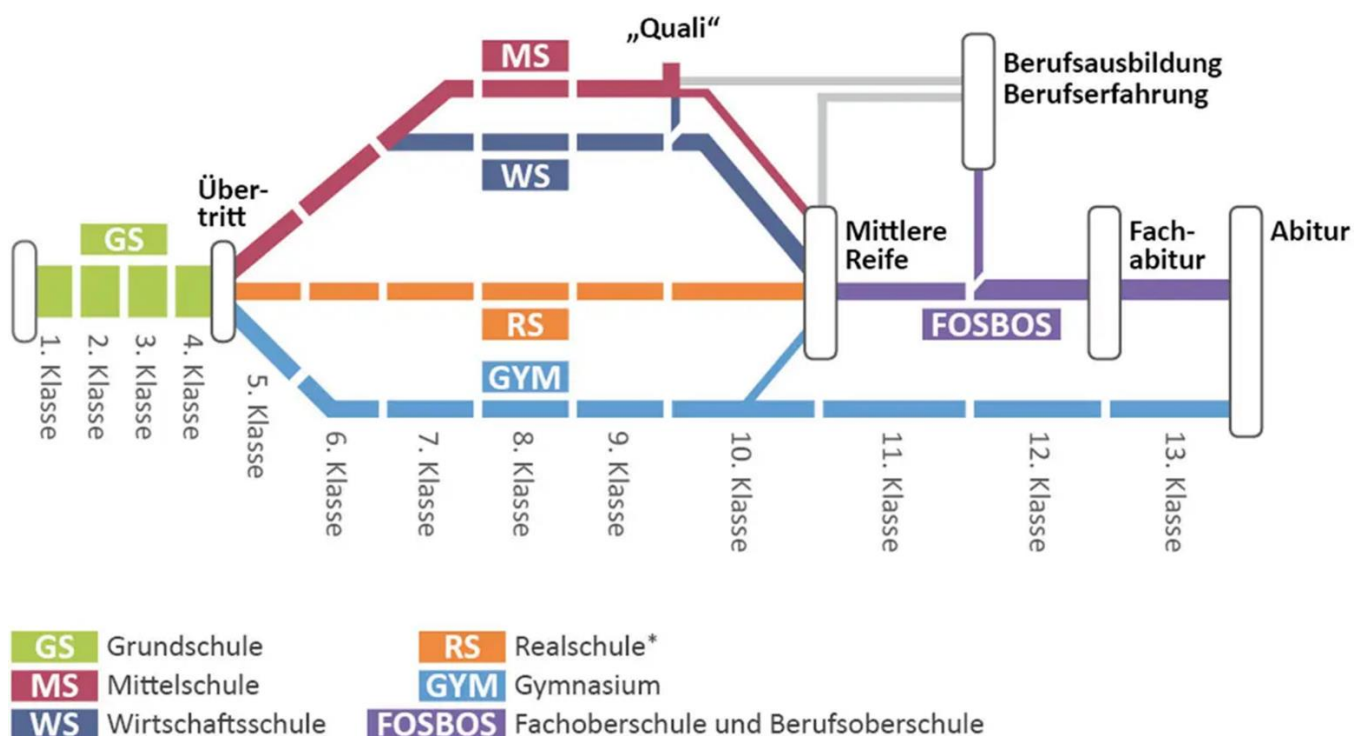 „Quali“
MS
Berufsausbildung
Berufserfahrung
WS
Über-
tritt
GS
Mittlere
Reife
Fach-
abitur
Abitur
RS
FOSBOS
GYM
1. Klasse
2. Klasse
3. Klasse
4. Klasse
5. Klasse
6. Klasse
7. Klasse
8. Klasse
9. Klasse
10. Klasse
11. Klasse
12. Klasse
13. Klasse
GS Grundschule
MS Mittelschule
WS Wirtschaftsschule
RS Realschule*
GYM Gymnasium
FOSBOS Fachoberschule und Berufsoberschule